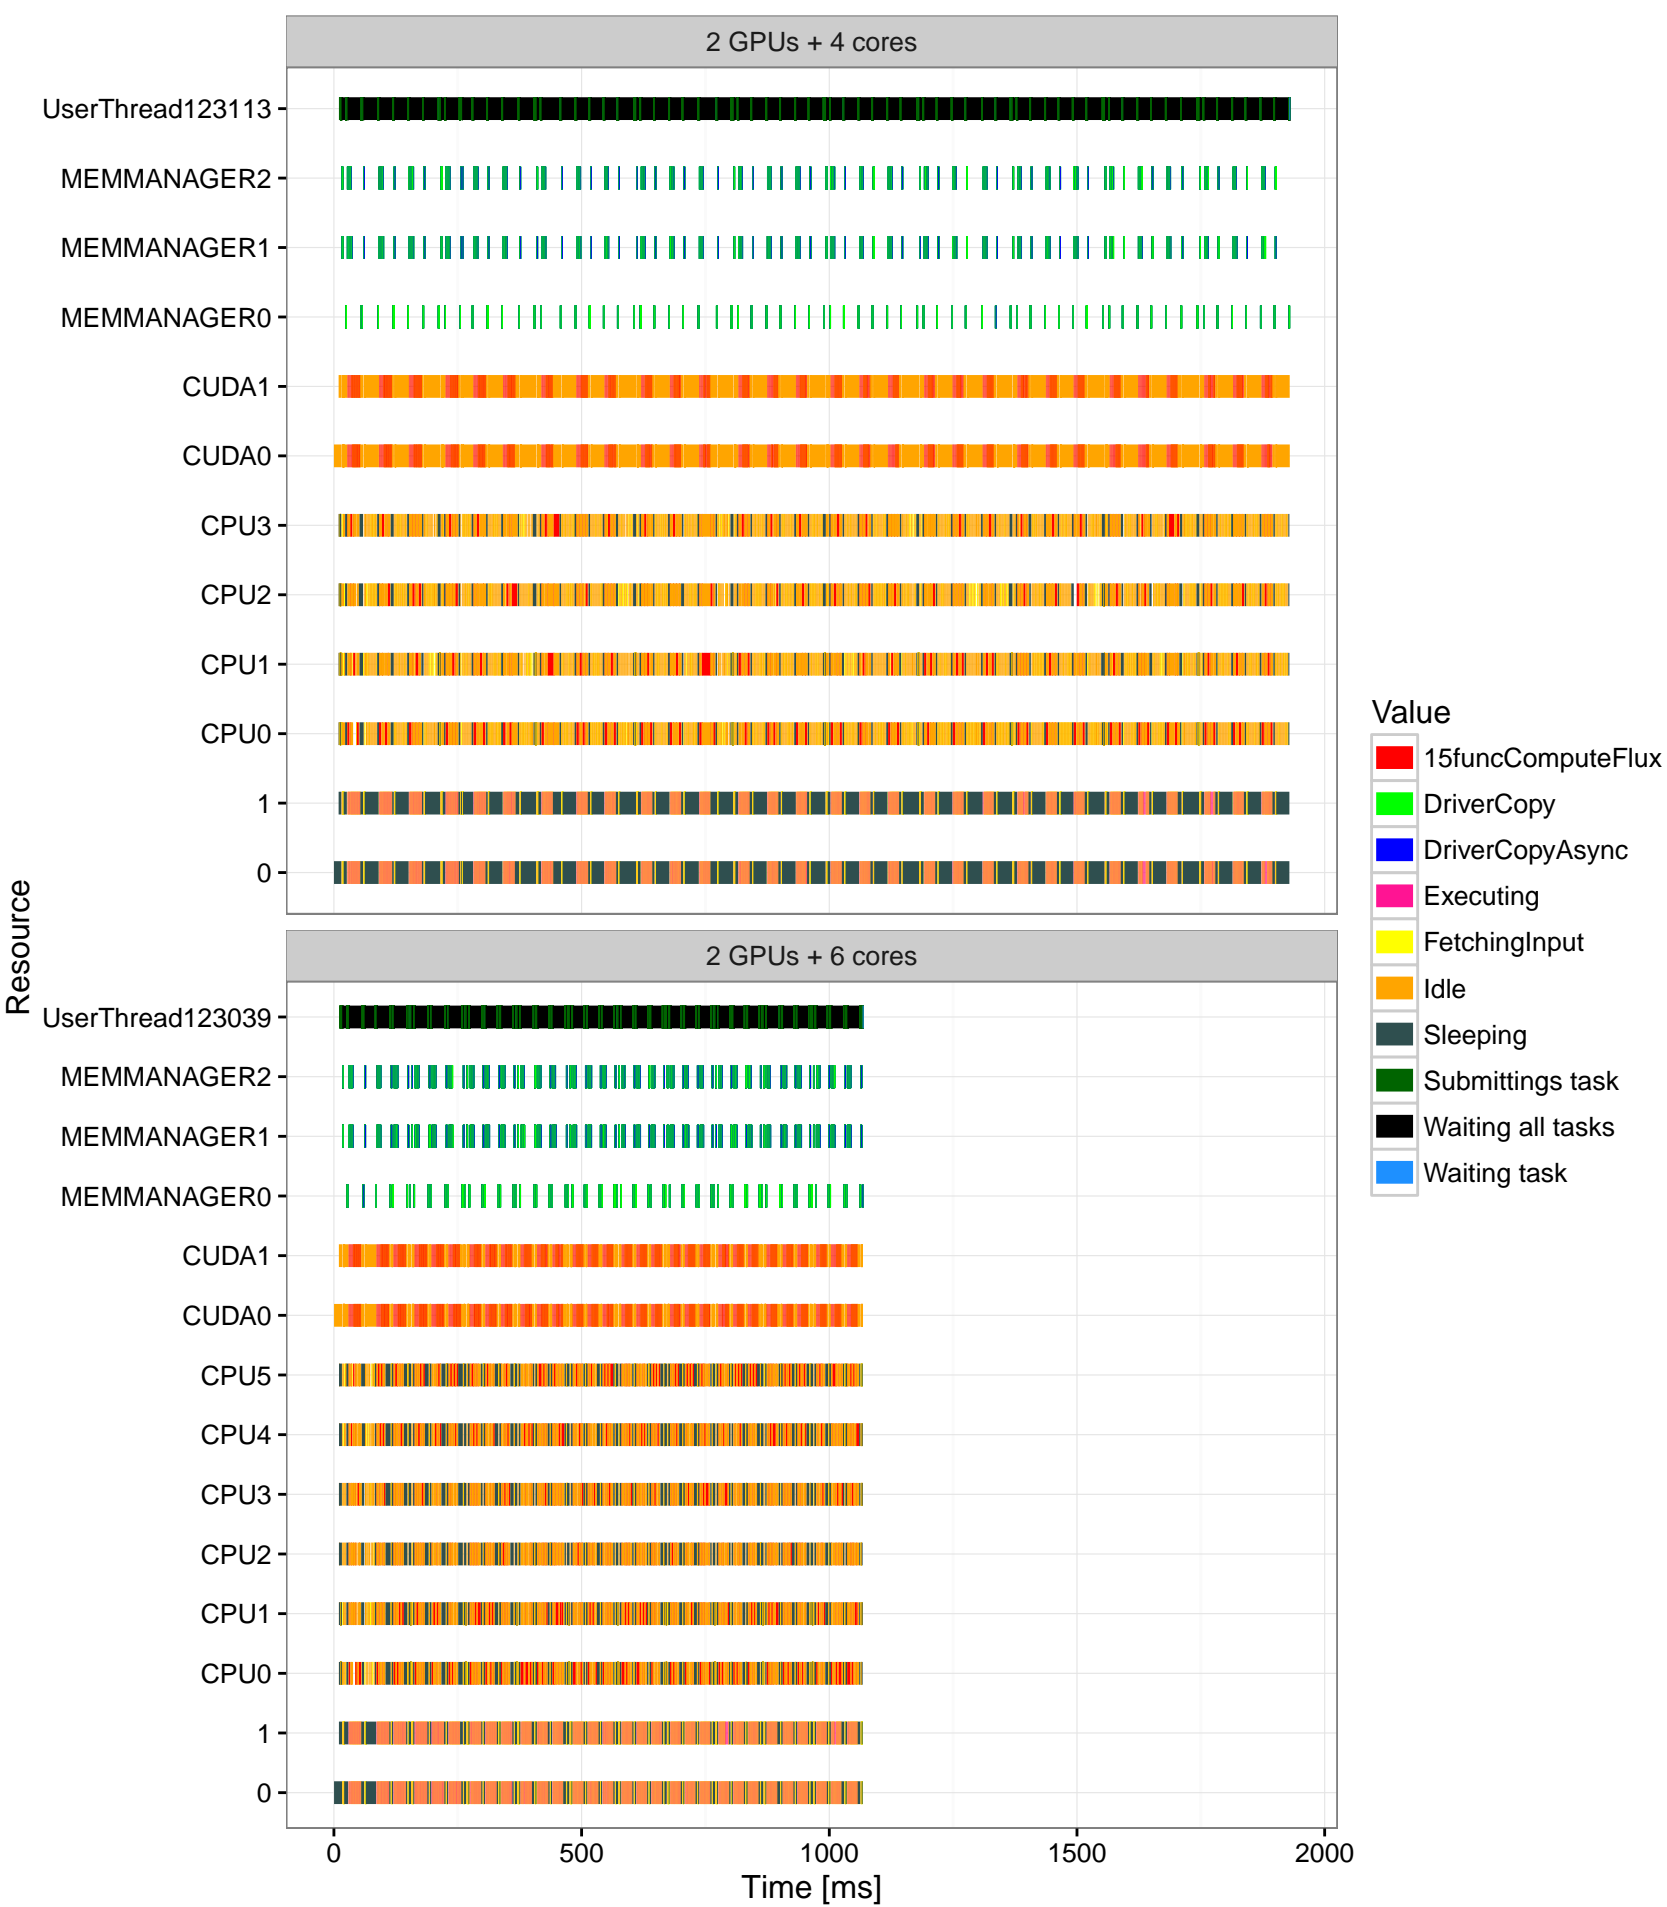 2 GPUs + 4 cores
UserThread123113
MEMMANAGER2
MEMMANAGER1
MEMMANAGER0
CUDA1
CUDA0
CPU3
CPU2
CPU1
CPU0
1
0
2 GPUs + 6 cores
UserThread123039
MEMMANAGER2
MEMMANAGER1
MEMMANAGER0
CUDA1
CUDA0
CPU5
CPU4
CPU3
CPU2
CPU1
CPU0
1
0
0 500 1000 1500 2000
Time [ms]
Resource
Value
15funcComputeFlux
DriverCopy
DriverCopyAsync
Executing
FetchingInput
Idle
Sleeping
Submittings task
Waiting all tasks
Waiting task